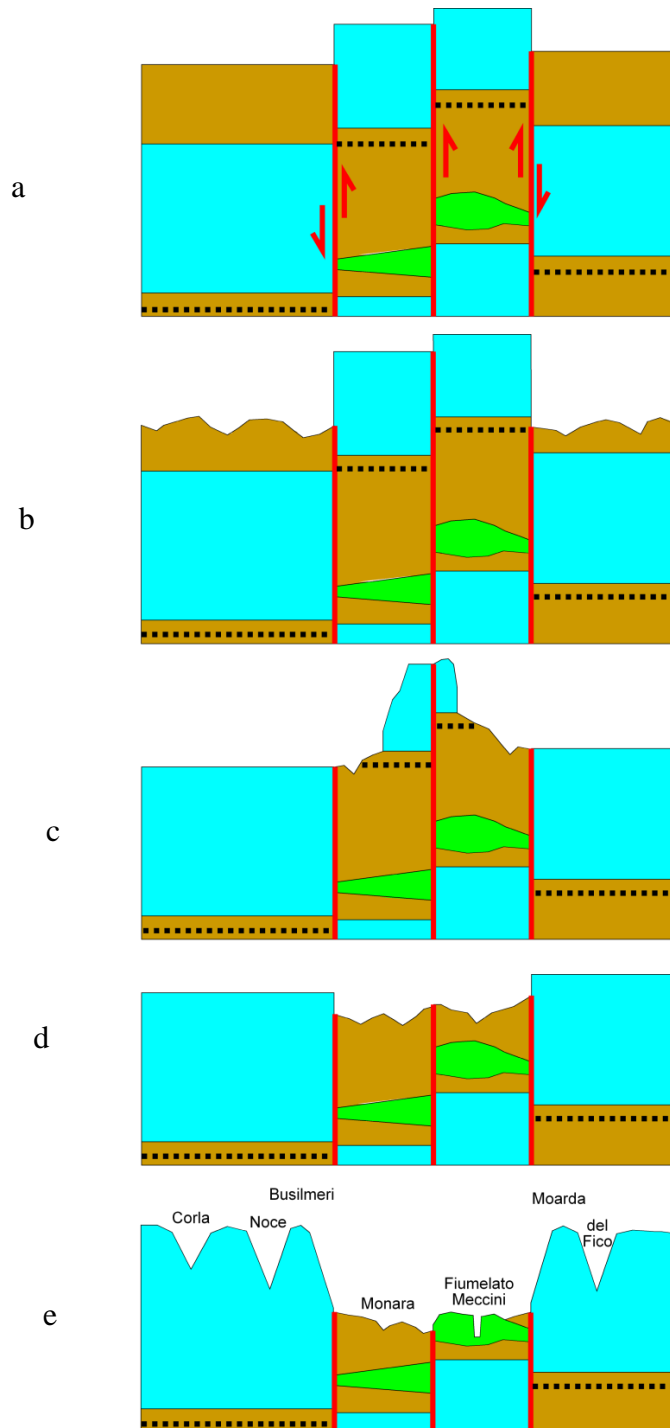 a
b
c
d
Busilmeri
Moarda
Corla
Noce
del
Fico
Fiumelato
Meccini
Monara
e